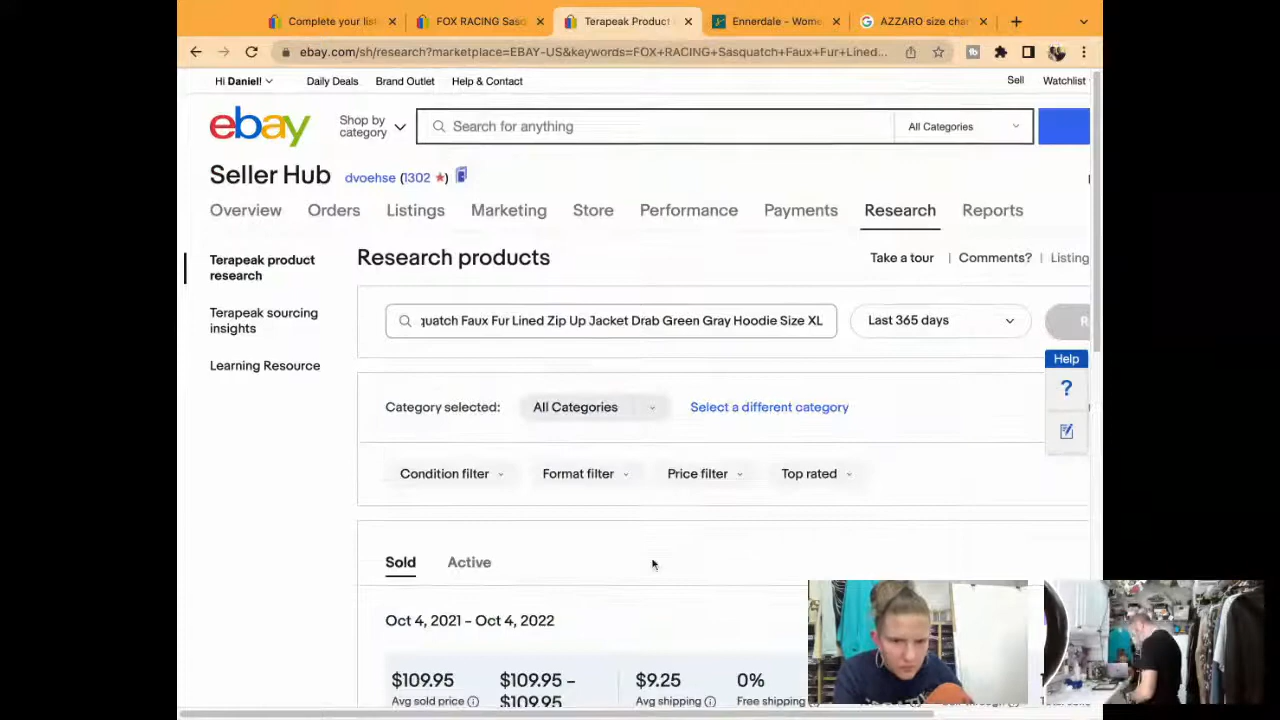 Complete your list
FOX RACING Sasq
Terapeak Product
Ennerdale - Wome
AZZARO size char
ebay.com/sh/research?marketplace=EBAY-US&keywords=FOX+RACING+Sasquatch+Faux+Fur+Lined...
Hi Daniel! Daily Deals Brand Outlet Help & Contact Sell Watchlist
ebay Shop by category Search for anything All Categories
Seller Hub dvoehse (1302 ★)
Overview Orders Listings Marketing Store Performance Payments Research Reports
Terapeak product research
Terapeak sourcing insights
Learning Resource
Research products Take a tour | Comments? | Listing
quatch Faux Fur Lined Zip Up Jacket Drab Green Gray Hoodie Size XL Last 365 days R
Help
?
Category selected: All Categories Select a different category
Condition filter Format filter Price filter Top rated
Sold Active
Oct 4, 2021 – Oct 4, 2022
$109.95 $109.95 – $9.25 0%
Avg sold price $109.95 Avg shipping Free shipping